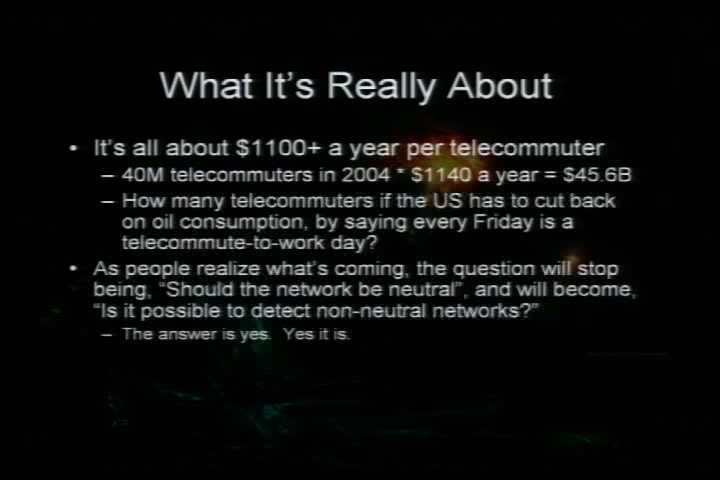 What It's Really About
• It's all about $1100+ a year per telecommuter
– 40M telecommuters in 2004 * $1140 a year = $45.6B
– How many telecommuters if the US has to cut back
on oil consumption, by saying every Friday is a
telecommute-to-work day?
• As people realize what's coming, the question will stop
being, “Should the network be neutral”, and will become,
“Is it possible to detect non-neutral networks?”
– The answer is yes.  Yes it is.